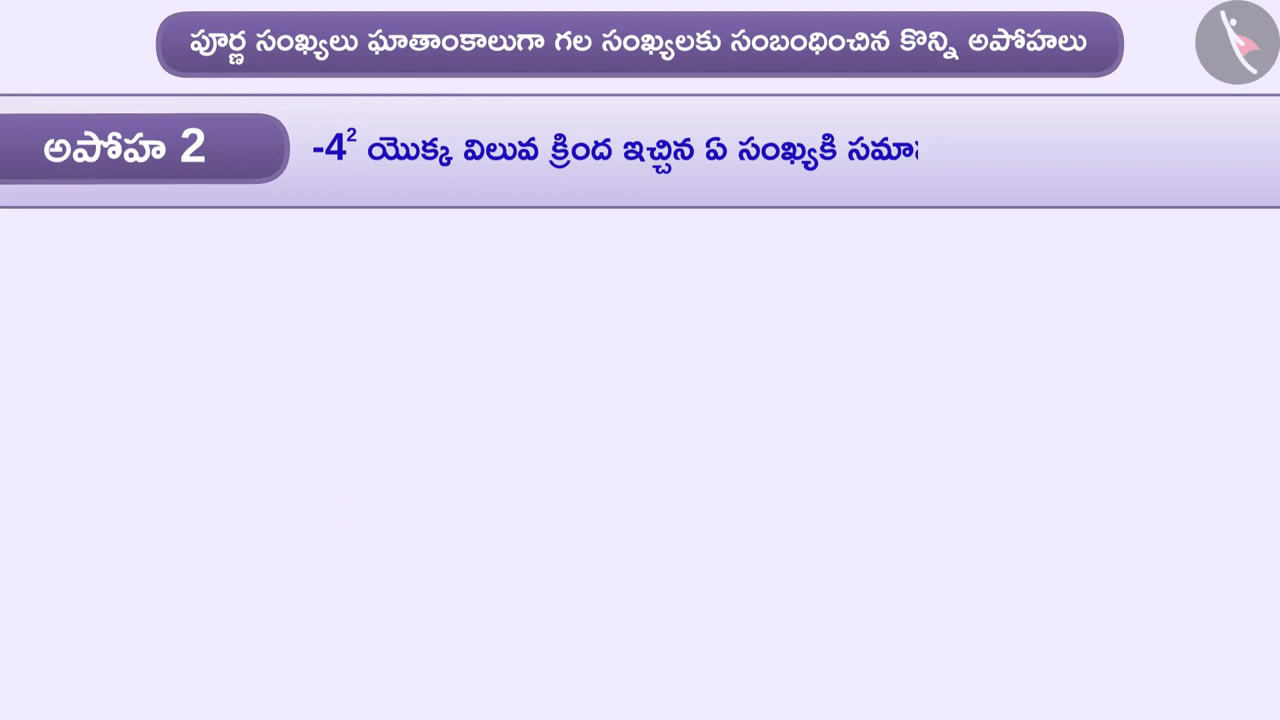 పూర్ణ సంఖ్యలు ఘాతాంకాలుగా గల సంఖ్యలకు సంబంధించిన కొన్ని అపోహలు
అపోహ 2
-4² యొక్క విలువ క్రింద ఇచ్చిన ఏ సంఖ్యకి